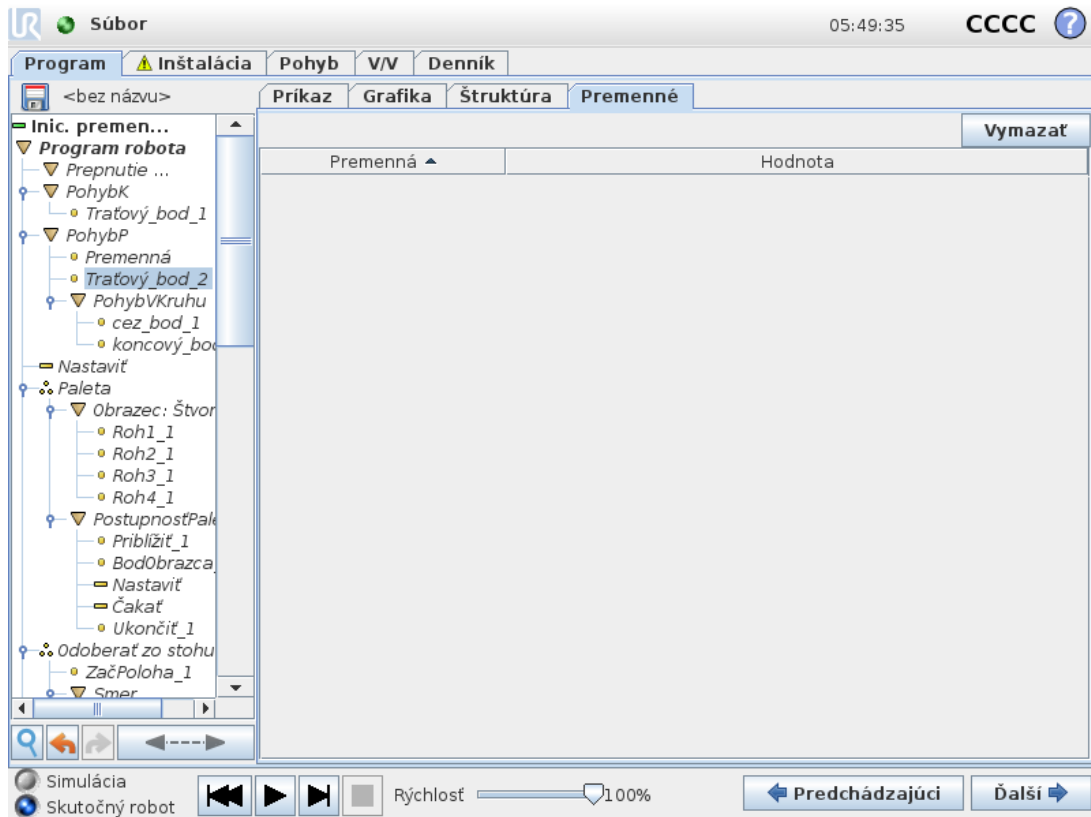 UR Súbor 05:49:35 CCCC ?
Program Inštalácia Pohyb V/V Denník
<bez názvu> Príkaz Grafika Štruktúra Premenné
Vymazať
Premenná Hodnota
Inic. premen...
Program robota
Prepnutie ...
PohybK
Traťový_bod_1
PohybP
Premenná
Traťový_bod_2
PohybVKruhu
cez_bod_1
koncový_bod
Nastaviť
Paleta
Obrazec: Štvor
Roh1_1
Roh2_1
Roh3_1
Roh4_1
PostupnosťPale
Priblížiť_1
BodObrazca_
Nastaviť
Čakať
Ukončiť_1
Odoberať zo stohu
ZačPoloha_1
Smer
Simulácia
Skutočný robot
Rýchlosť 100%
Predchádzajúci Ďalší